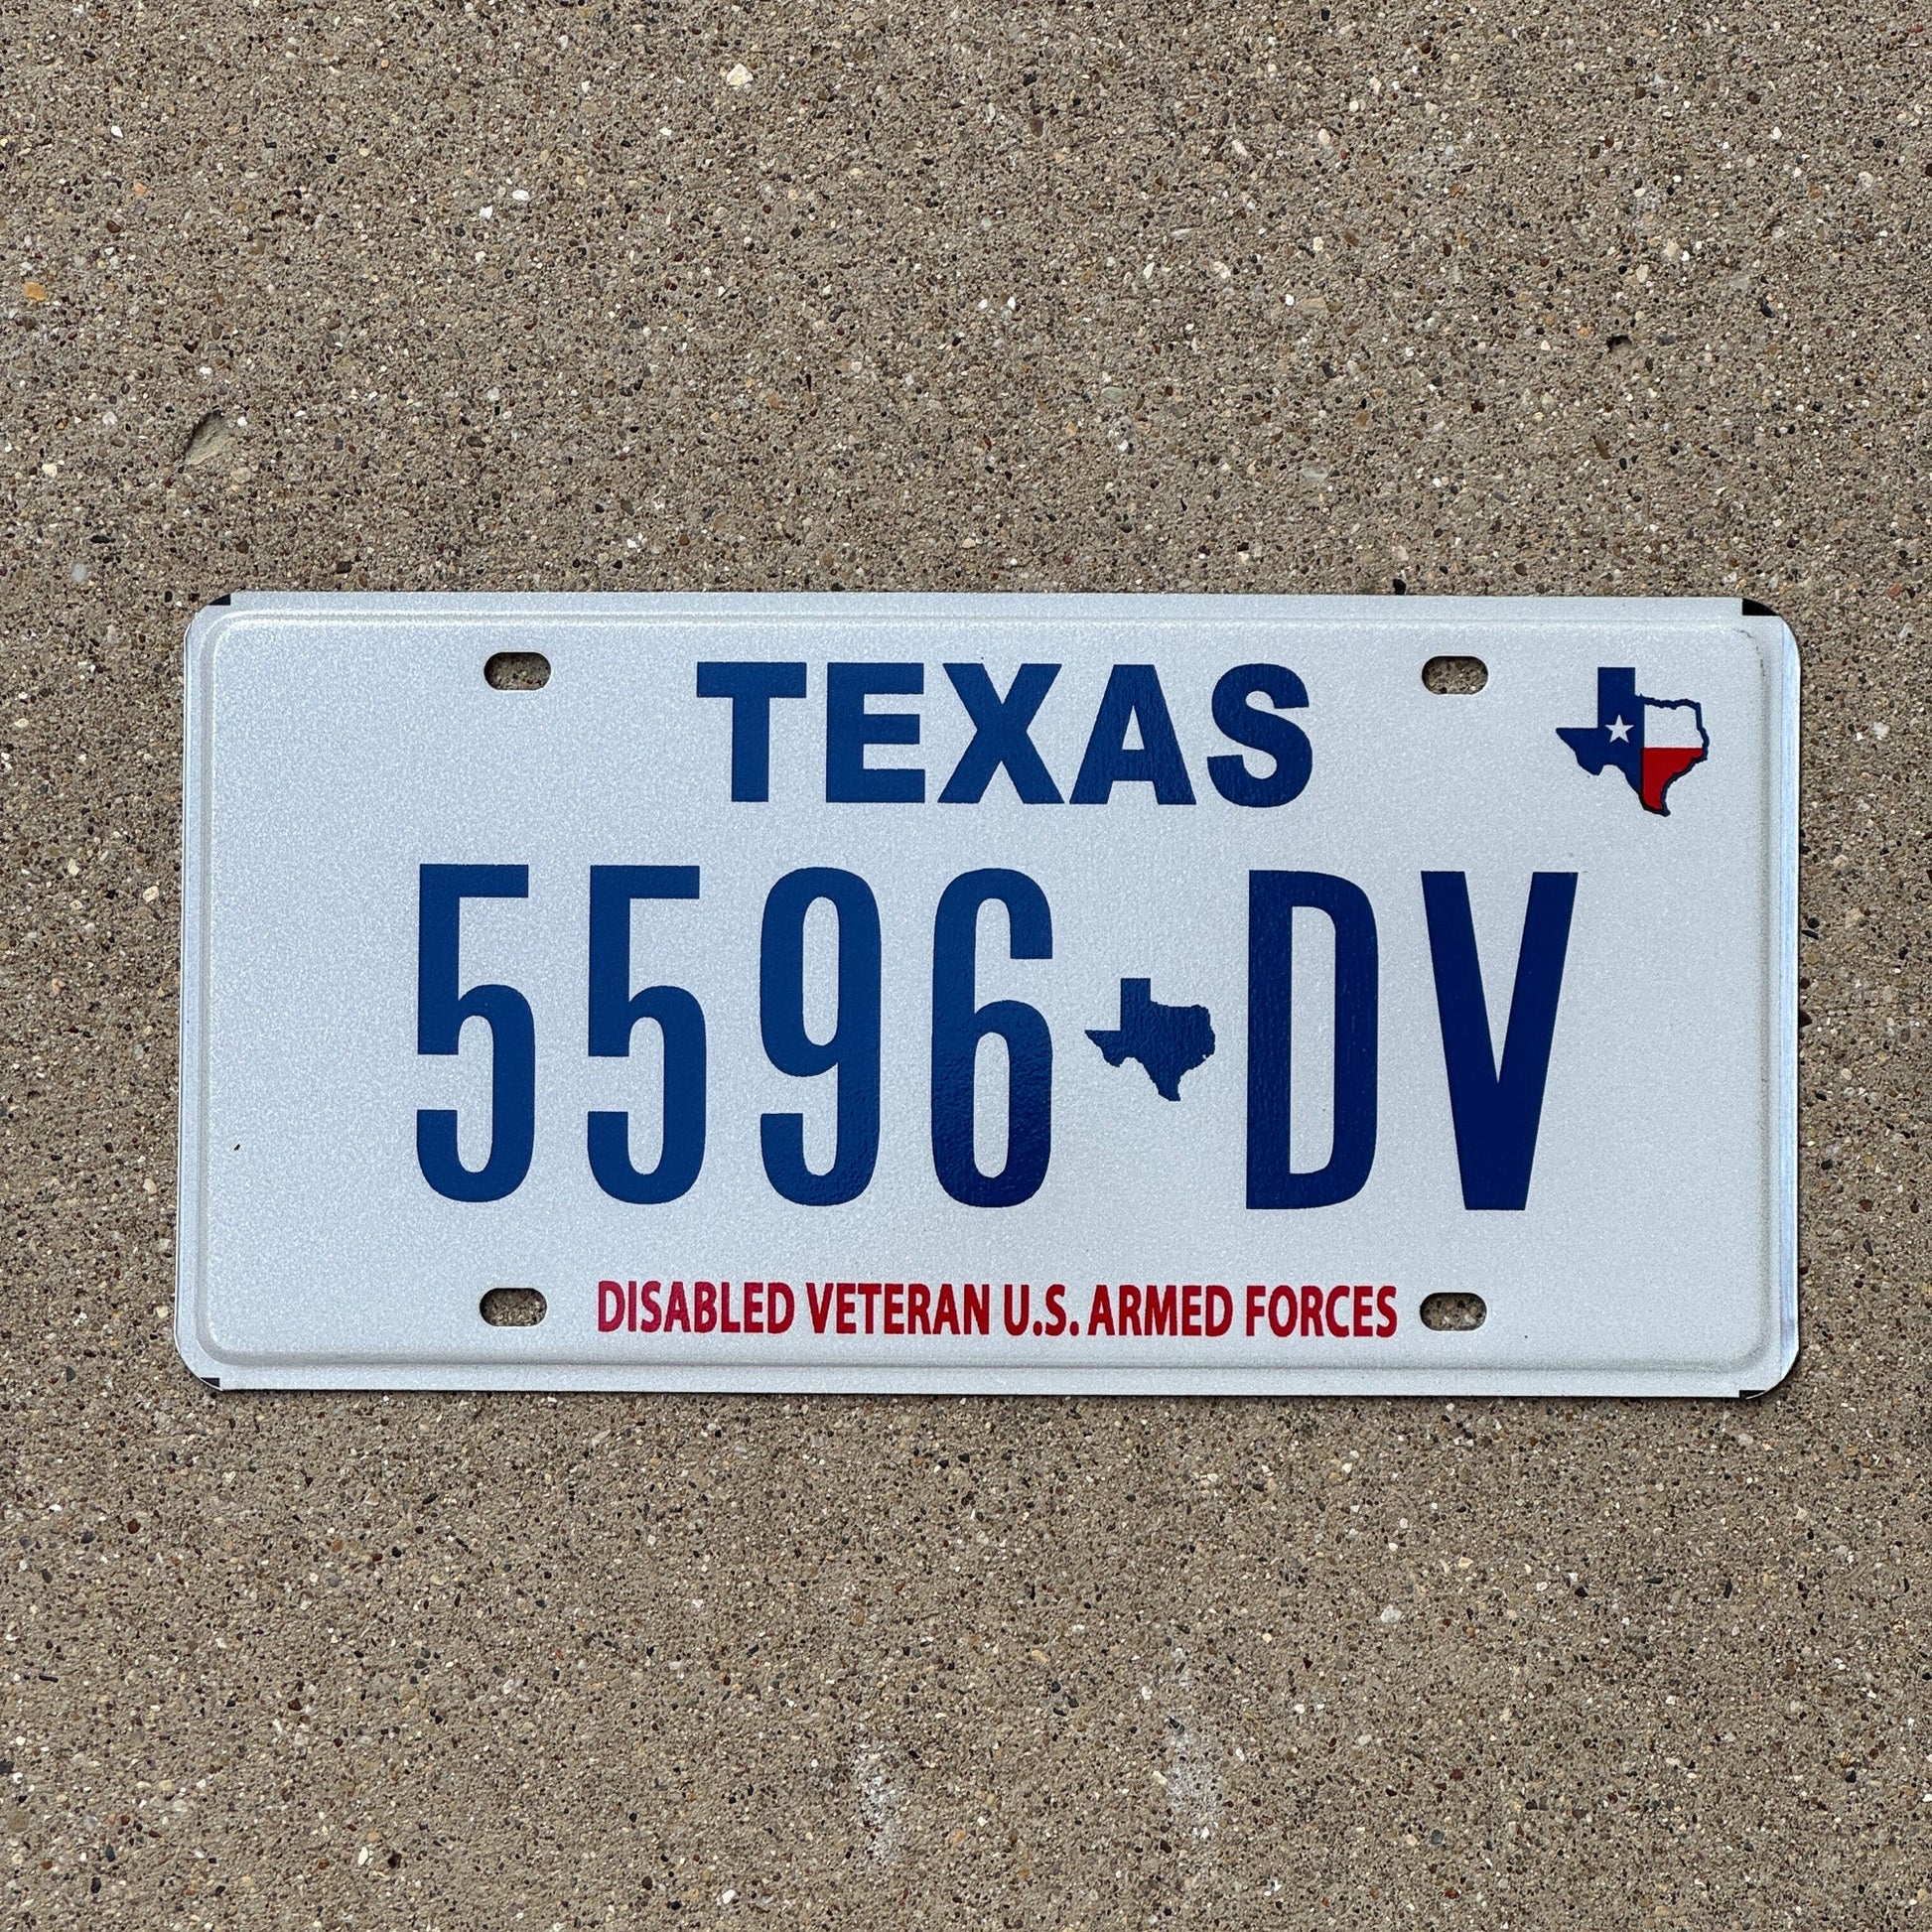 TEXAS
5596 DV
DISABLED VETERAN U.S. ARMED FORCES